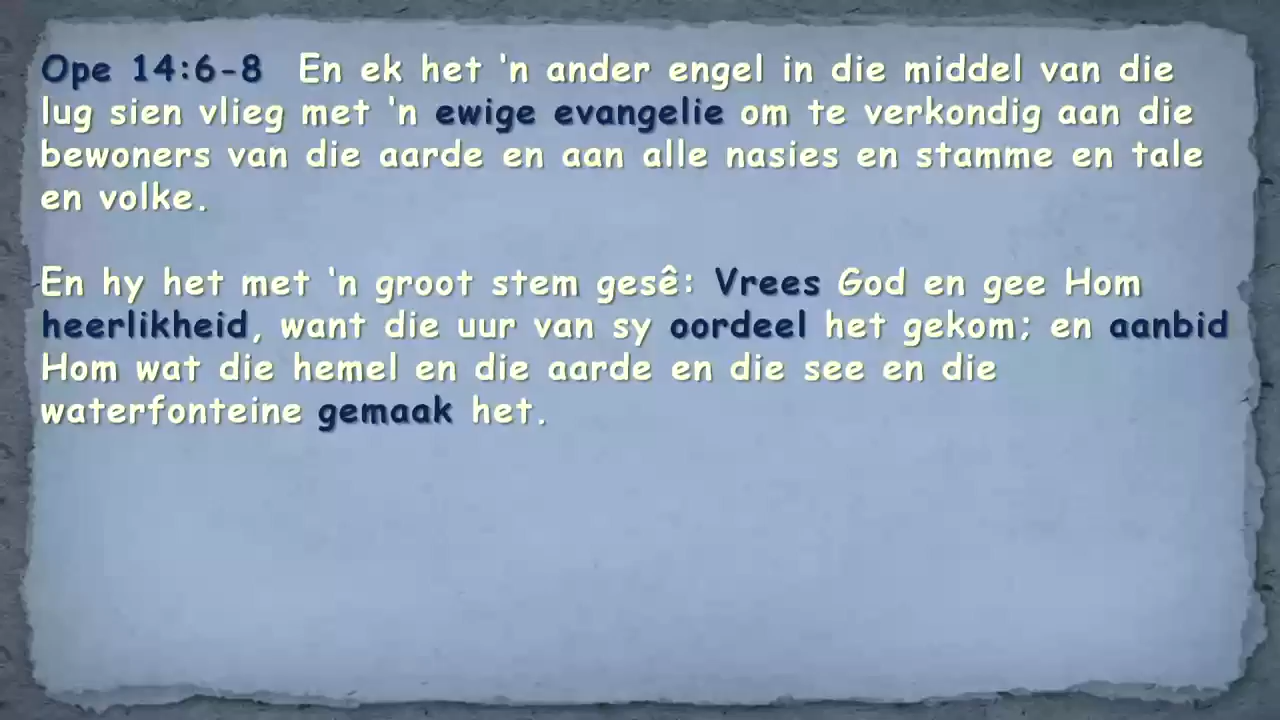 Ope 14:6-8 En ek het 'n ander engel in die middel van die
lug sien vlieg met 'n ewige evangelie om te verkondig aan die
bewoners van die aarde en aan alle nasies en stamme en tale
en volke.
En hy het met 'n groot stem gesê: Vrees God en gee Hom
heerlikheid, want die uur van sy oordeel het gekom; en aanbid
Hom wat die hemel en die aarde en die see en die
waterfonteine gemaak het.